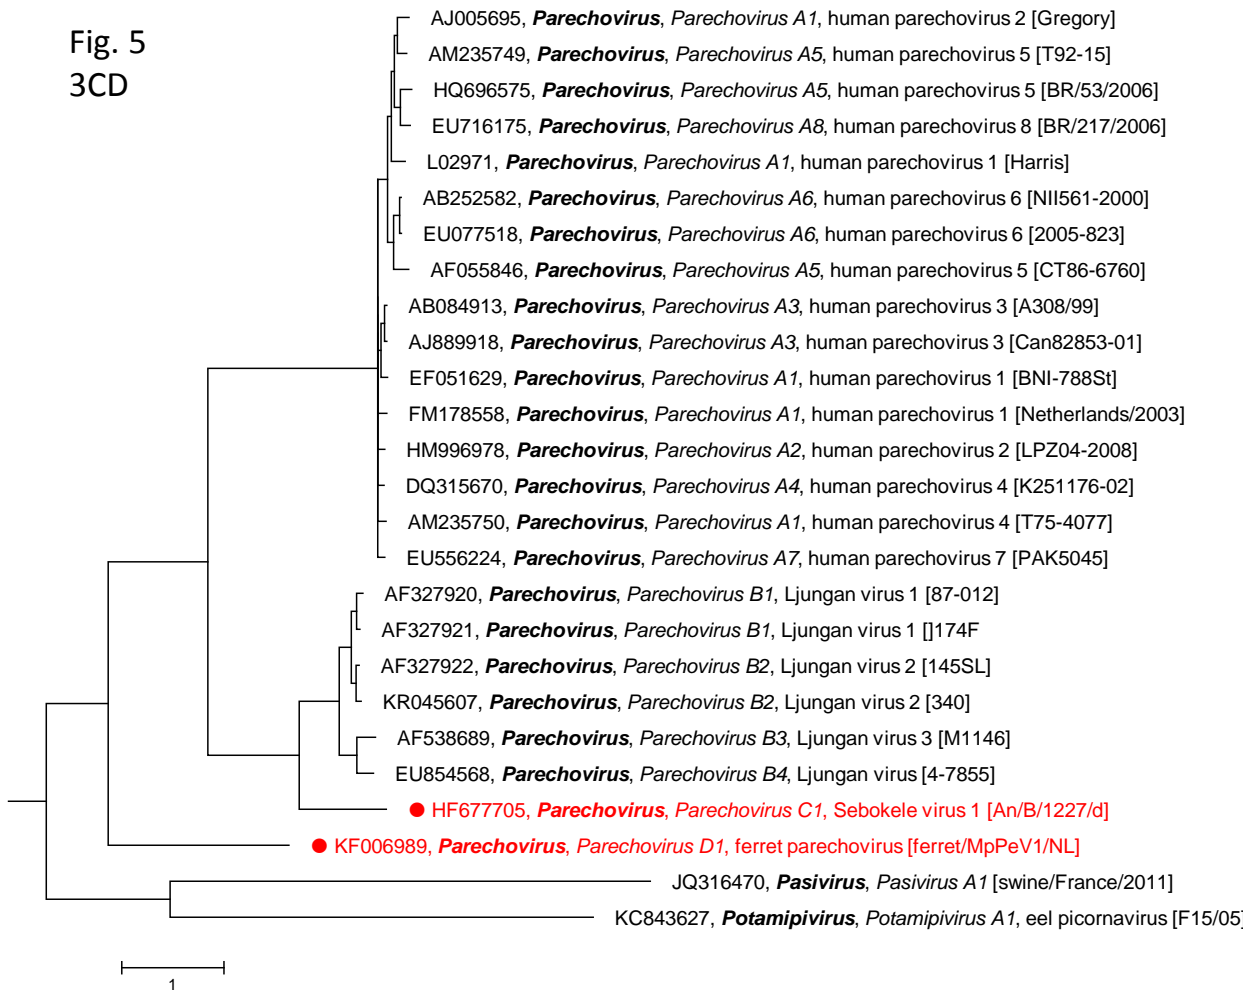 Fig. 5
3CD
AJ005695, Parechovirus, Parechovirus A1, human parechovirus 2 [Gregory]
AM235749, Parechovirus, Parechovirus A5, human parechovirus 5 [T92-15]
HQ696575, Parechovirus, Parechovirus A5, human parechovirus 5 [BR/53/2006]
EU716175, Parechovirus, Parechovirus A8, human parechovirus 8 [BR/217/2006]
L02971, Parechovirus, Parechovirus A1, human parechovirus 1 [Harris]
AB252582, Parechovirus, Parechovirus A6, human parechovirus 6 [NII561-2000]
EU077518, Parechovirus, Parechovirus A6, human parechovirus 6 [2005-823]
AF055846, Parechovirus, Parechovirus A5, human parechovirus 5 [CT86-6760]
AB084913, Parechovirus, Parechovirus A3, human parechovirus 3 [A308/99]
AJ889918, Parechovirus, Parechovirus A3, human parechovirus 3 [Can82853-01]
EF051629, Parechovirus, Parechovirus A1, human parechovirus 1 [BNI-788St]
FM178558, Parechovirus, Parechovirus A1, human parechovirus 1 [Netherlands/2003]
HM996978, Parechovirus, Parechovirus A2, human parechovirus 2 [LPZ04-2008]
DQ315670, Parechovirus, Parechovirus A4, human parechovirus 4 [K251176-02]
AM235750, Parechovirus, Parechovirus A1, human parechovirus 4 [T75-4077]
EU556224, Parechovirus, Parechovirus A7, human parechovirus 7 [PAK5045]
AF327920, Parechovirus, Parechovirus B1, Ljungan virus 1 [87-012]
AF327921, Parechovirus, Parechovirus B1, Ljungan virus 1 []174F
AF327922, Parechovirus, Parechovirus B2, Ljungan virus 2 [145SL]
KR045607, Parechovirus, Parechovirus B2, Ljungan virus 2 [340]
AF538689, Parechovirus, Parechovirus B3, Ljungan virus 3 [M1146]
EU854568, Parechovirus, Parechovirus B4, Ljungan virus [4-7855]
HF677705, Parechovirus, Parechovirus C1, Sebokele virus 1 [An/B/1227/d]
KF006989, Parechovirus, Parechovirus D1, ferret parechovirus [ferret/MpPeV1/NL]
JQ316470, Pasivirus, Pasivirus A1 [swine/France/2011]
KC843627, Potamipivirus, Potamipivirus A1, eel picornavirus [F15/05]
1